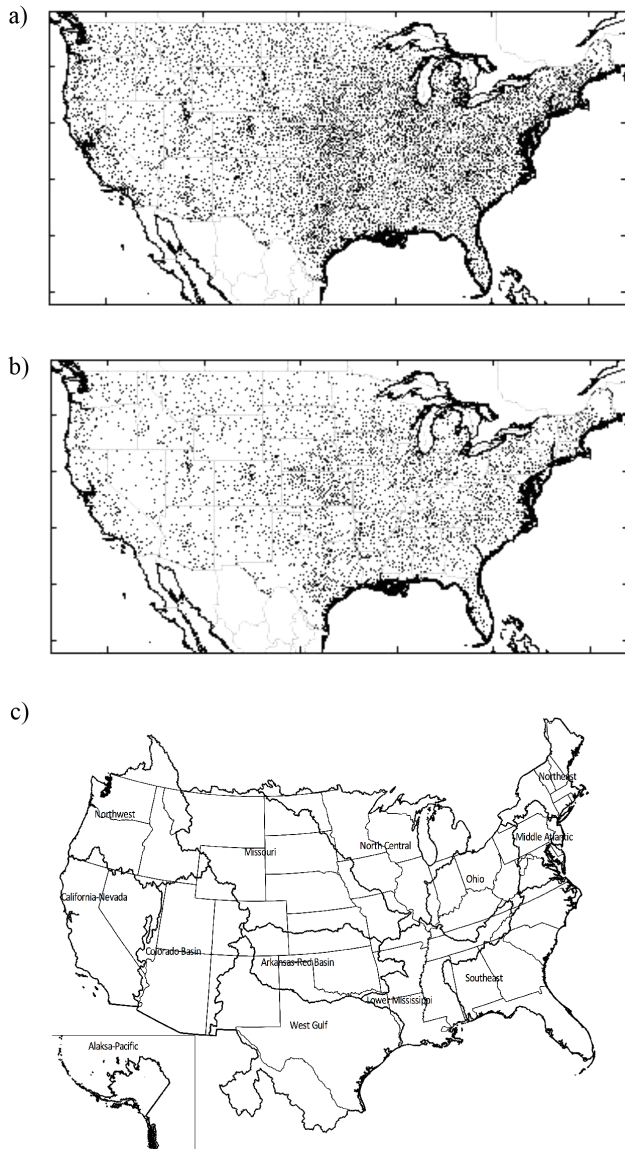 a)
b)
c)
Northeast
Northwest
Middle Atlantic
North Central
Missouri
Ohio
California-Nevada
Colorado Basin
Arkansas-Red Basin
Southeast
Lower Mississippi
West Gulf
Alaksa-Pacific